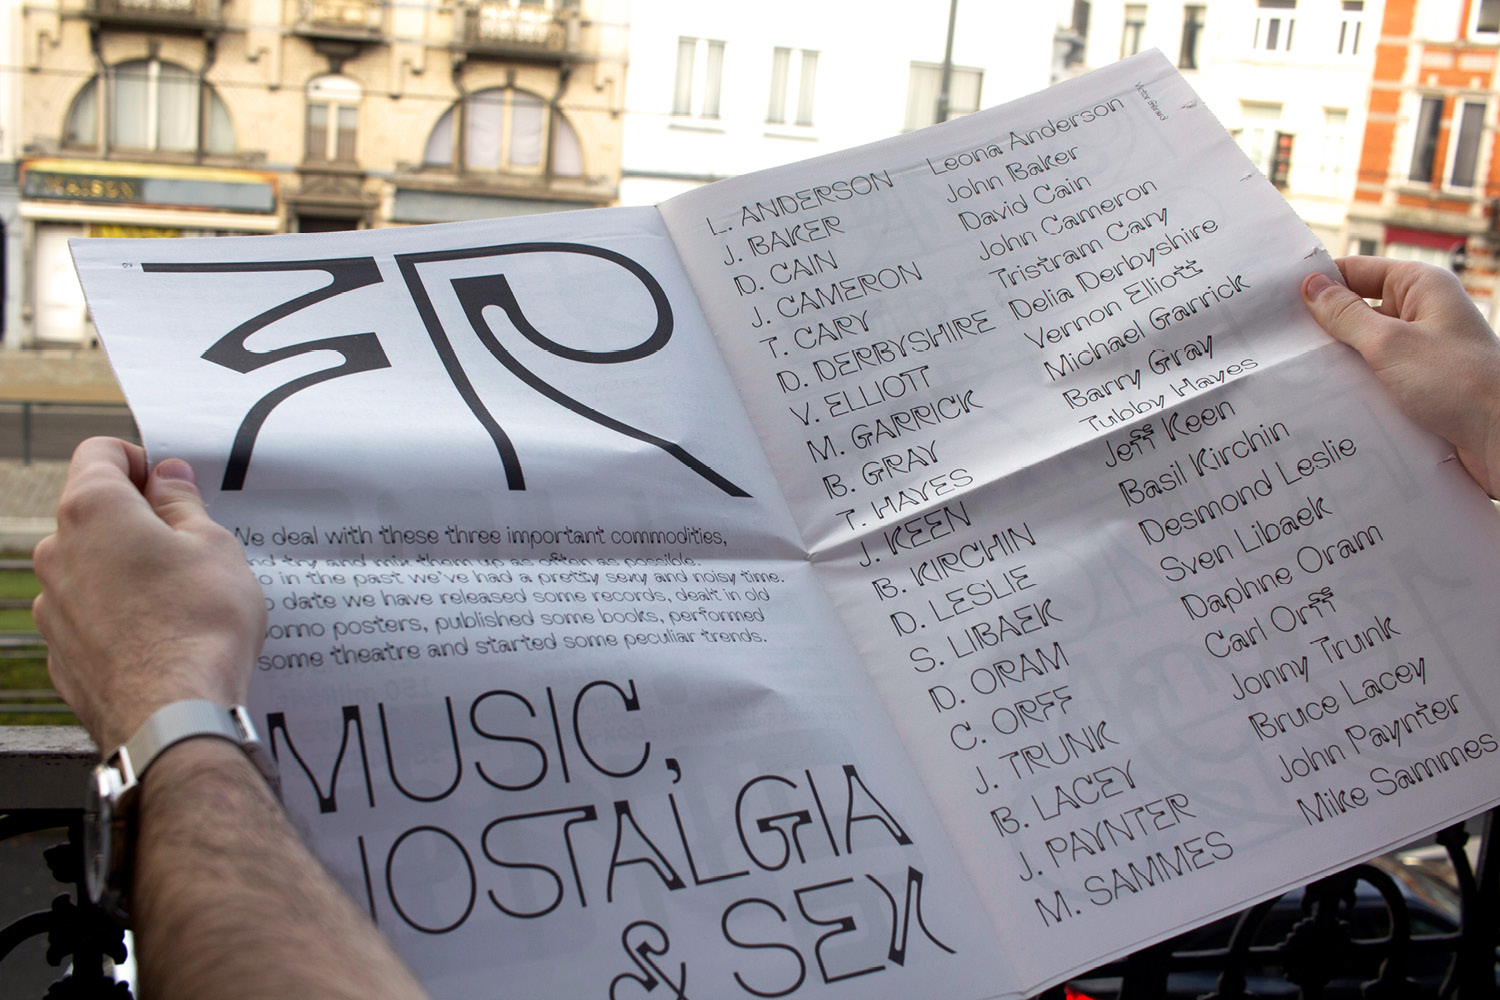 2
We deal with these three important commodities,
and try and mix them up as often as possible.
So in the past we've had a pretty sexy and noisy time.
To date we have released some records, dealt in old
porno posters, published some books, performed
some theatre and started some peculiar trends.
MUSIC,
NOSTALGIA
& SEX
Victor Gérard
L. ANDERSON Leona Anderson
J. BAKER John Baker
D. CAIN David Cain
J. CAMERON John Cameron
T. CARY Tristram Cary
D. DERBYSHIRE Delia Derbyshire
V. ELLIOTT Vernon Eliott
M. GARRICK Michael Garrick
B. GRAY Barry Gray
T. HAYES Tubby Hayes
J. KEEN Jeff Keen
B. KIRCHIN Basil Kirchin
D. LESLIE Desmond Leslie
S. LIBAEK Sven Libaek
D. ORAM Daphne Oram
C. ORFF Carl Orff
J. TRUNK Jonny Trunk
B. LACEY Bruce Lacey
J. PAYNTER John Paynter
M. SAMMES Mike Sammes